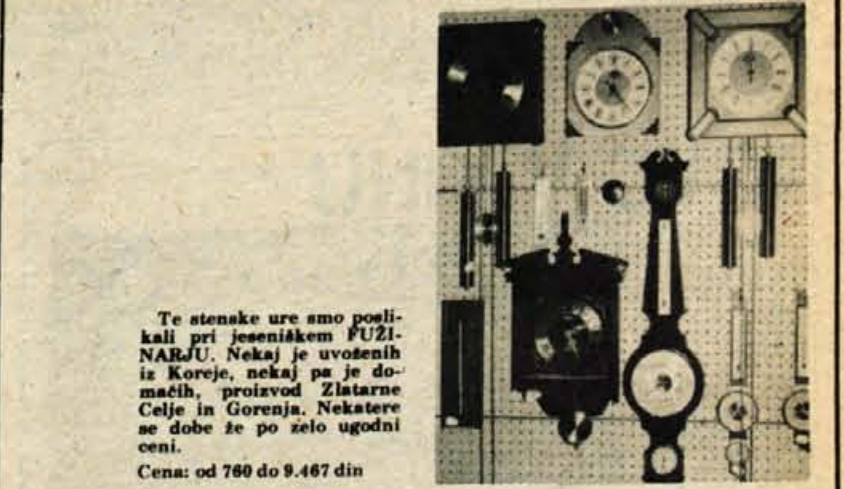 Te stenske ure smo posli-
kali pri jeseniškem FUŽI-
NARJU. Nekaj je uvoženih
iz Koreje, nekaj pa je do-
mačih, proizvod Zlatarne
Celje in Gorenja. Nekatere
se dobe že po zelo ugodni
ceni.
Cena: od 760 do 9.467 din